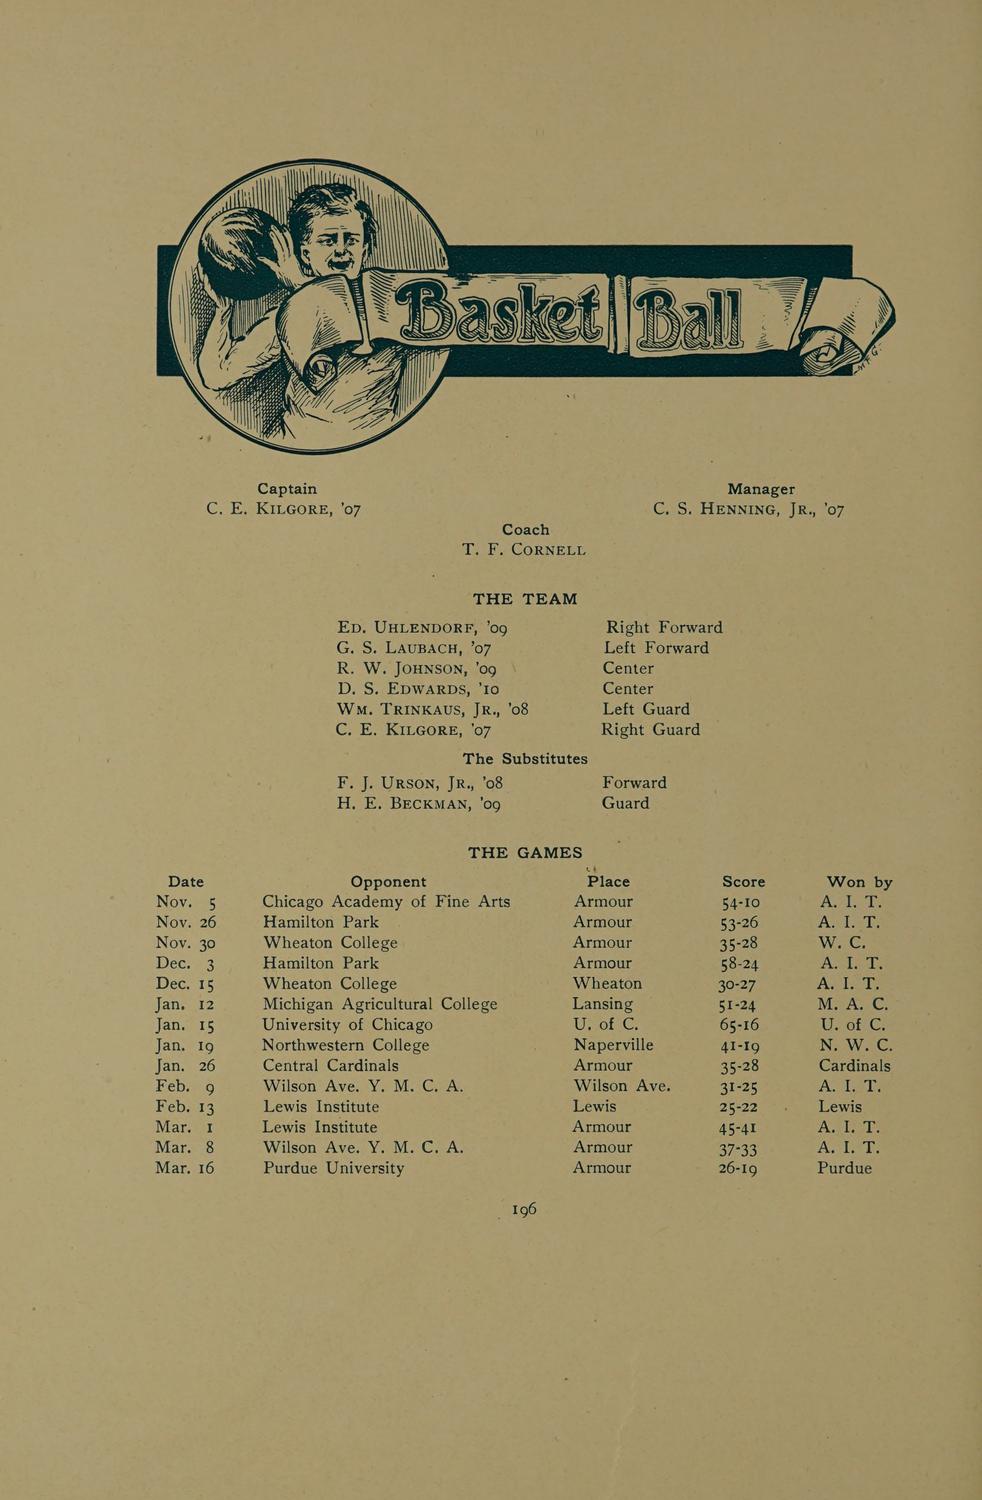 Basket Ball
M F G.
Captain Manager
C. E. KILGORE, '07 C. S. HENNING, JR., '07
Coach
T. F. CORNELL
THE TEAM
ED. UHLENDORF, '09 Right Forward
G. S. LAUBACH, '07 Left Forward
R. W. JOHNSON, '09 Center
D. S. EDWARDS, '10 Center
WM. TRINKAUS, JR., '08 Left Guard
C. E. KILGORE, '07 Right Guard
The Substitutes
F. J. URSON, JR., '08 Forward
H. E. BECKMAN, '09 Guard
THE GAMES
Date Opponent Place Score Won by
Nov. 5 Chicago Academy of Fine Arts Armour 54-10 A. I. T.
Nov. 26 Hamilton Park Armour 53-26 A. I. T.
Nov. 30 Wheaton College Armour 35-28 W. C.
Dec. 3 Hamilton Park Armour 58-24 A. I. T.
Dec. 15 Wheaton College Wheaton 30-27 A. I. T.
Jan. 12 Michigan Agricultural College Lansing 51-24 M. A. C.
Jan. 15 University of Chicago U. of C. 65-16 U. of C.
Jan. 19 Northwestern College Naperville 41-19 N. W. C.
Jan. 26 Central Cardinals Armour 35-28 Cardinals
Feb. 9 Wilson Ave. Y. M. C. A. Wilson Ave. 31-25 A. I. T.
Feb. 13 Lewis Institute Lewis 25-22 Lewis
Mar. 1 Lewis Institute Armour 45-41 A. I. T.
Mar. 8 Wilson Ave. Y. M. C. A. Armour 37-33 A. I. T.
Mar. 16 Purdue University Armour 26-19 Purdue
196